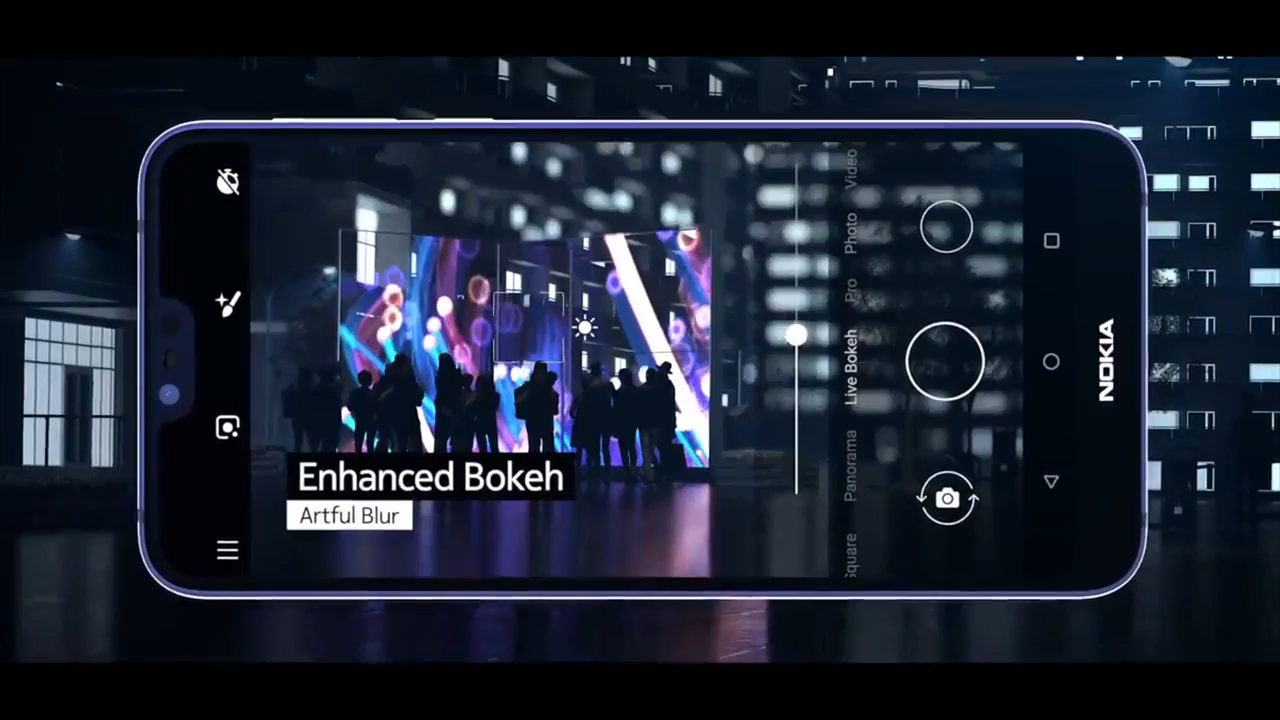 Enhanced Bokeh
Artful Blur
Video
Photo
Pro
Live Bokeh
Panorama
Square
NOKIA